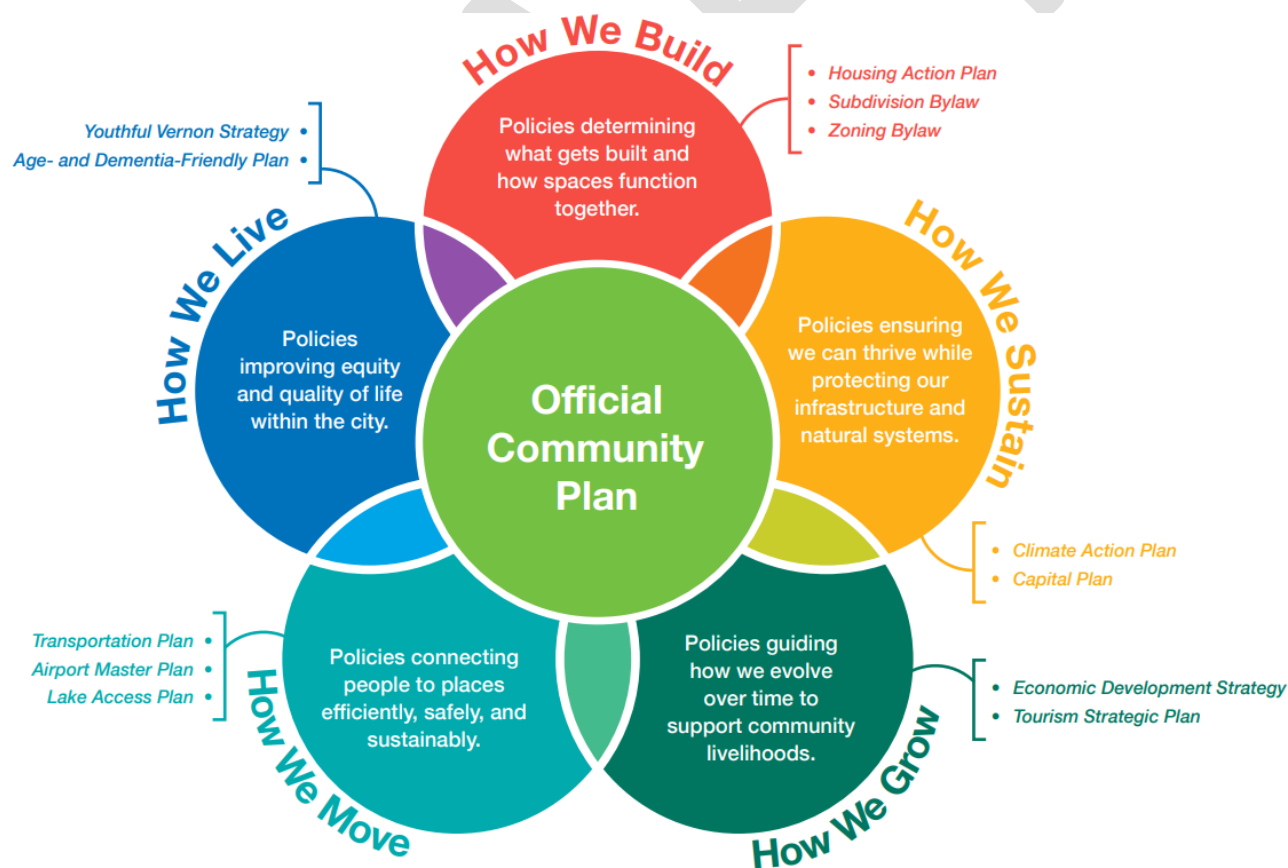 How We Build
Policies determining
what gets built and
how spaces function
together.
• Housing Action Plan
• Subdivision Bylaw
• Zoning Bylaw
Youthful Vernon Strategy •
Age- and Dementia-Friendly Plan •
How We Live
Policies
improving equity
and quality of life
within the city.
How We Sustain
Policies ensuring
we can thrive while
protecting our
infrastructure and
natural systems.
• Climate Action Plan
• Capital Plan
Official
Community
Plan
Transportation Plan •
Airport Master Plan •
Lake Access Plan •
How We Move
Policies connecting
people to places
efficiently, safely, and
sustainably.
How We Grow
Policies guiding
how we evolve
over time to
support community
livelihoods.
• Economic Development Strategy
• Tourism Strategic Plan